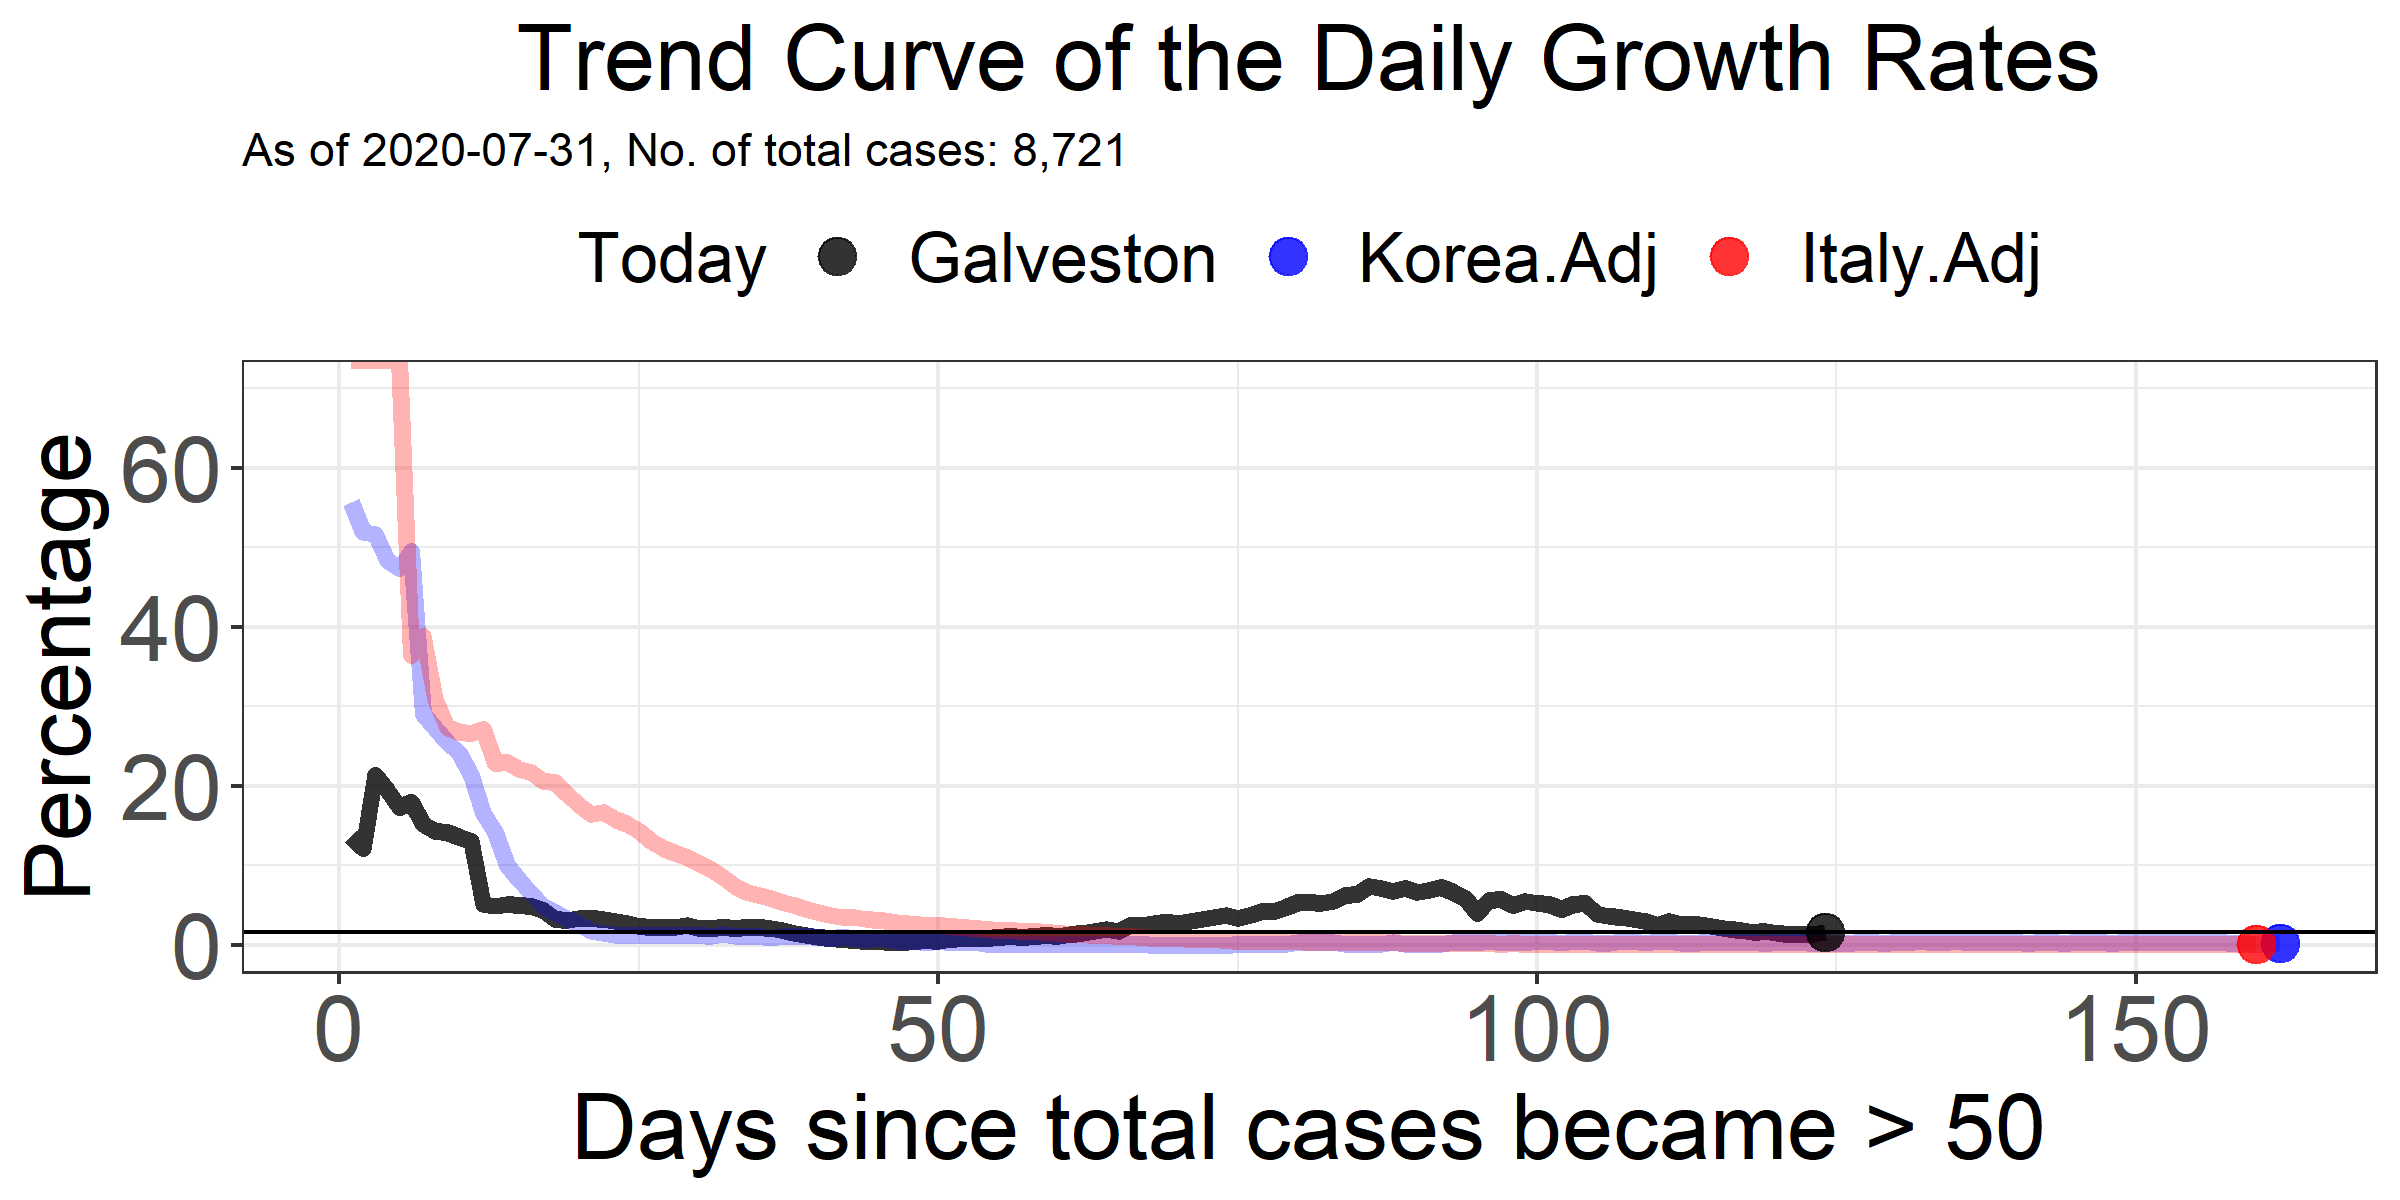 Trend Curve of the Daily Growth Rates
As of 2020-07-31, No. of total cases: 8,721
Today Galveston Korea.Adj Italy.Adj
Percentage
60
40
20
0
0 50 100 150
Days since total cases became > 50